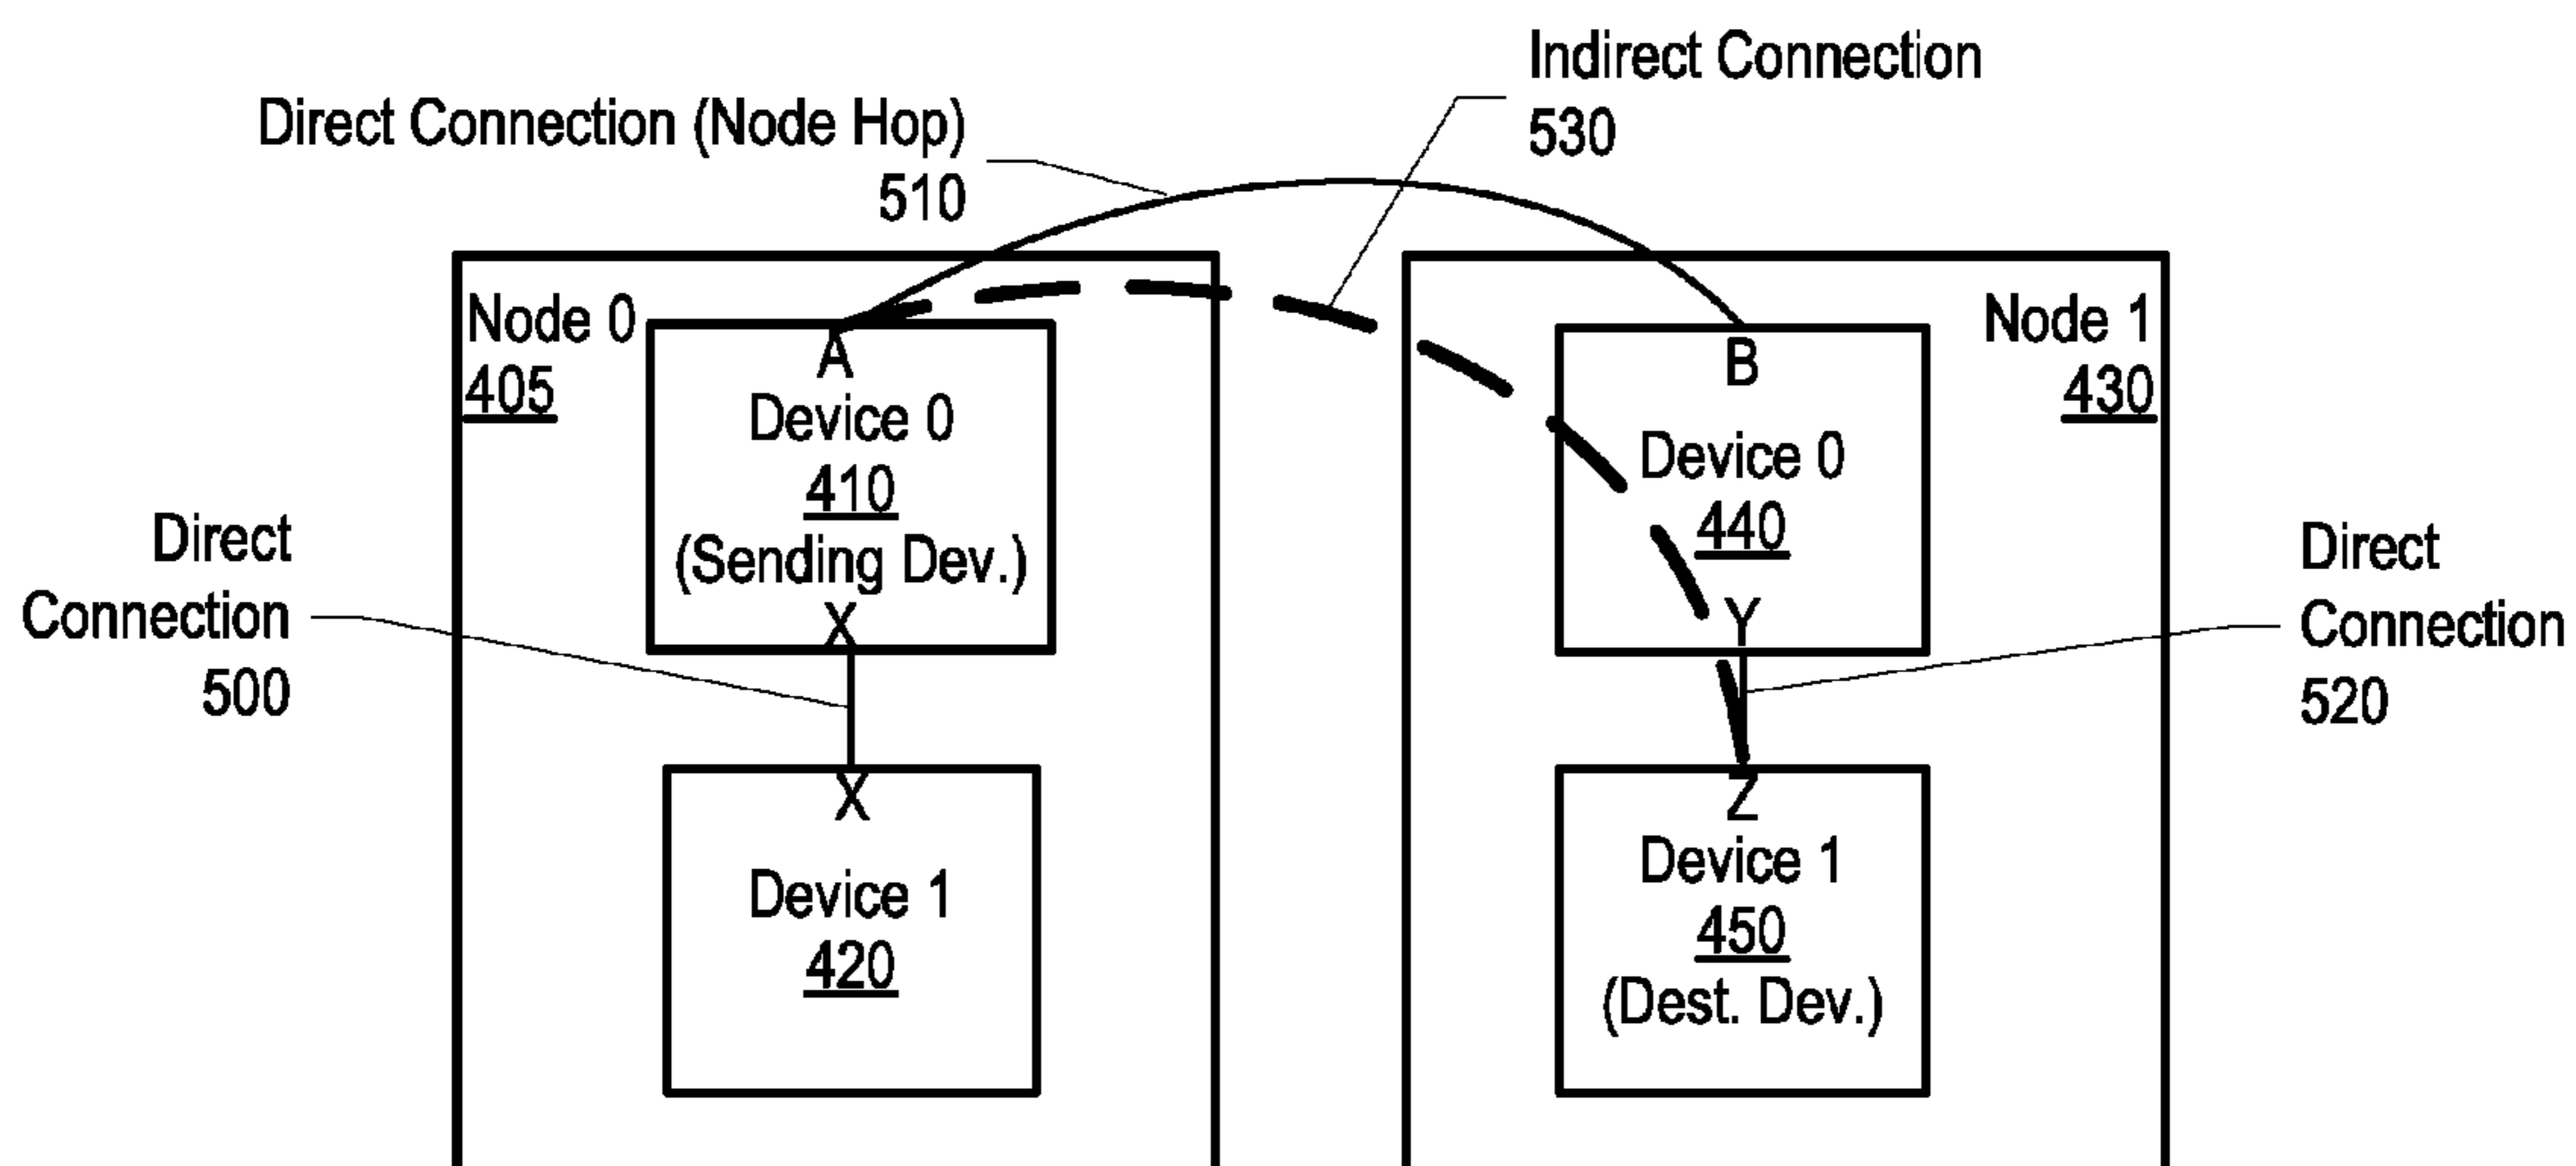 Indirect Connection
530
Direct Connection (Node Hop)
510
Node 0
405
A
Device 0
410
(Sending Dev.)
X
Direct
Connection
500
X
Device 1
420
Node 1
430
B
Device 0
440
Y
Direct
Connection
520
Z
Device 1
450
(Dest. Dev.)